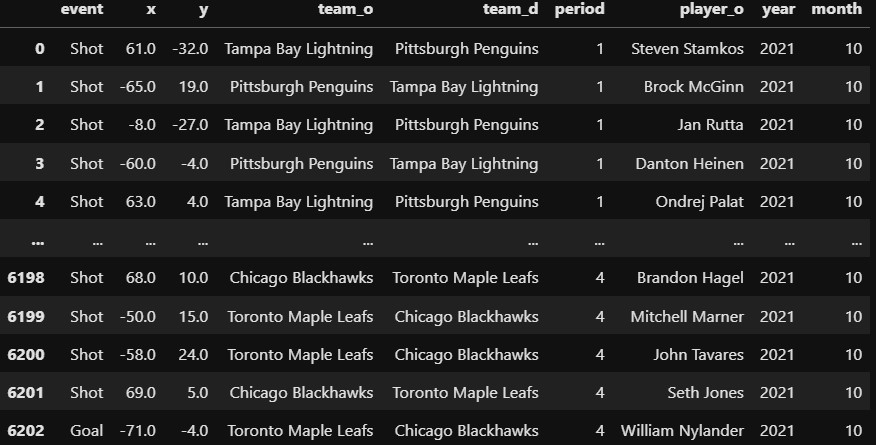 event x y team_o team_d period player_o year month
0 Shot 61.0 -32.0 Tampa Bay Lightning Pittsburgh Penguins 1 Steven Stamkos 2021 10
1 Shot -65.0 19.0 Pittsburgh Penguins Tampa Bay Lightning 1 Brock McGinn 2021 10
2 Shot -8.0 -27.0 Tampa Bay Lightning Pittsburgh Penguins 1 Jan Rutta 2021 10
3 Shot -60.0 -4.0 Pittsburgh Penguins Tampa Bay Lightning 1 Danton Heinen 2021 10
4 Shot 63.0 4.0 Tampa Bay Lightning Pittsburgh Penguins 1 Ondrej Palat 2021 10
... ... ... ... ... ... ... ... ... ...
6198 Shot 68.0 10.0 Chicago Blackhawks Toronto Maple Leafs 4 Brandon Hagel 2021 10
6199 Shot -50.0 15.0 Toronto Maple Leafs Chicago Blackhawks 4 Mitchell Marner 2021 10
6200 Shot -58.0 24.0 Toronto Maple Leafs Chicago Blackhawks 4 John Tavares 2021 10
6201 Shot 69.0 5.0 Chicago Blackhawks Toronto Maple Leafs 4 Seth Jones 2021 10
6202 Goal -71.0 -4.0 Toronto Maple Leafs Chicago Blackhawks 4 William Nylander 2021 10